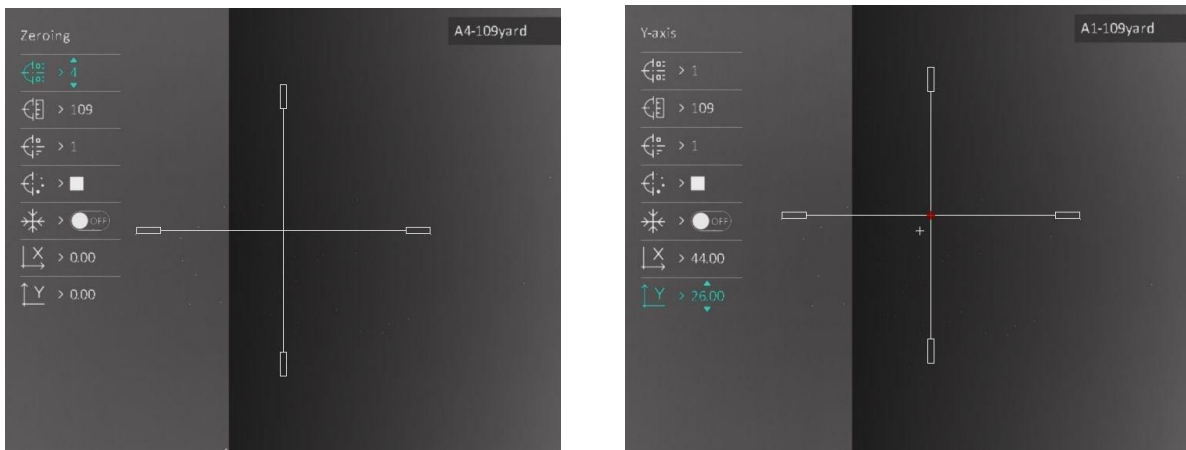 Zeroing
A4-109yard
> 4
> 109
> 1
>
> OFF
X > 0.00
Y > 0.00
Y-axis
A1-109yard
> 1
> 109
> 1
>
> OFF
X > 44.00
Y > 26.00